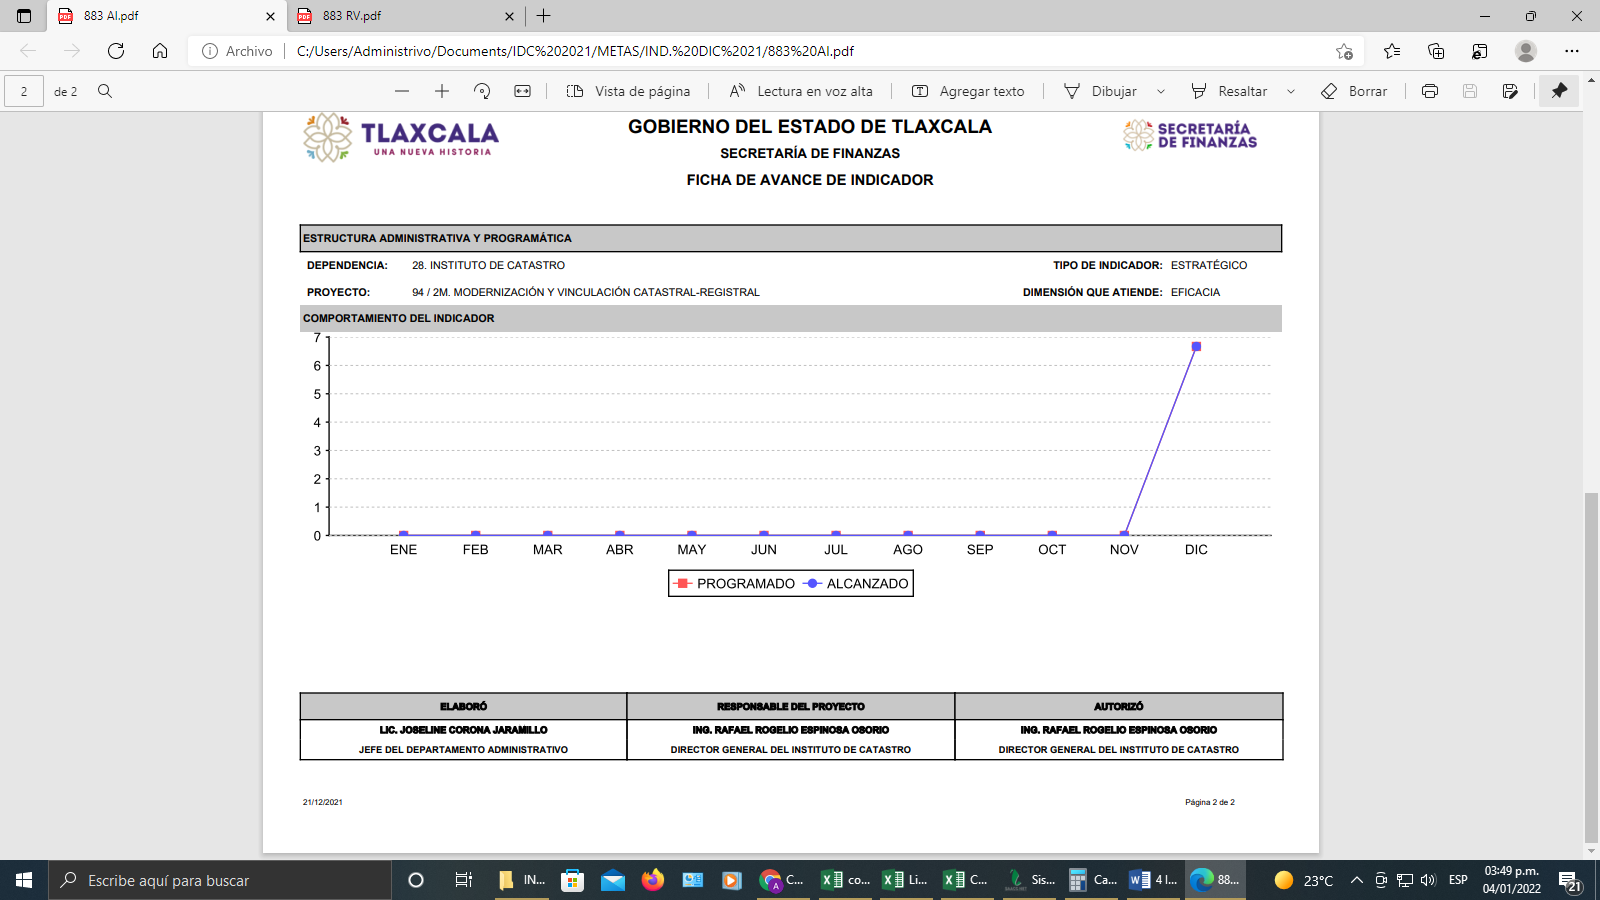 883 AI.pdf
883 RV.pdf
Archivo
C:/Users/Administrivo/Documents/IDC%202021/METAS/IND.%20DIC%2021/883%20AI.pdf
2 de 2
Vista de página
Lectura en voz alta
Agregar texto
Dibujar
Resaltar
Borrar
TLAXCALA
UNA NUEVA HISTORIA
GOBIERNO DEL ESTADO DE TLAXCALA
SECRETARÍA DE FINANZAS
FICHA DE AVANCE DE INDICADOR
SECRETARÍA
DE FINANZAS
ESTRUCTURA ADMINISTRATIVA Y PROGRAMÁTICA
DEPENDENCIA: 28. INSTITUTO DE CATASTRO TIPO DE INDICADOR: ESTRATÉGICO
PROYECTO: 94 / 2M. MODERNIZACIÓN Y VINCULACIÓN CATASTRAL-REGISTRAL DIMENSIÓN QUE ATIENDE: EFICACIA
COMPORTAMIENTO DEL INDICADOR
7
6
5
4
3
2
1
0
ENE FEB MAR ABR MAY JUN JUL AGO SEP OCT NOV DIC
PROGRAMADO ALCANZADO
ELABORÓ RESPONSABLE DEL PROYECTO AUTORIZÓ
LIC. JOSELINE CORONA JARAMILLO ING. RAFAEL ROGELIO ESPINOSA OSORIO ING. RAFAEL ROGELIO ESPINOSA OSORIO
JEFE DEL DEPARTAMENTO ADMINISTRATIVO DIRECTOR GENERAL DEL INSTITUTO DE CATASTRO DIRECTOR GENERAL DEL INSTITUTO DE CATASTRO
21/12/2021 Página 2 de 2
Escribe aquí para buscar
IN...
C...
co...
Li...
C...
Sis...
Ca...
4 I...
88...
23°C
ESP
03:49 p.m.
04/01/2022
21